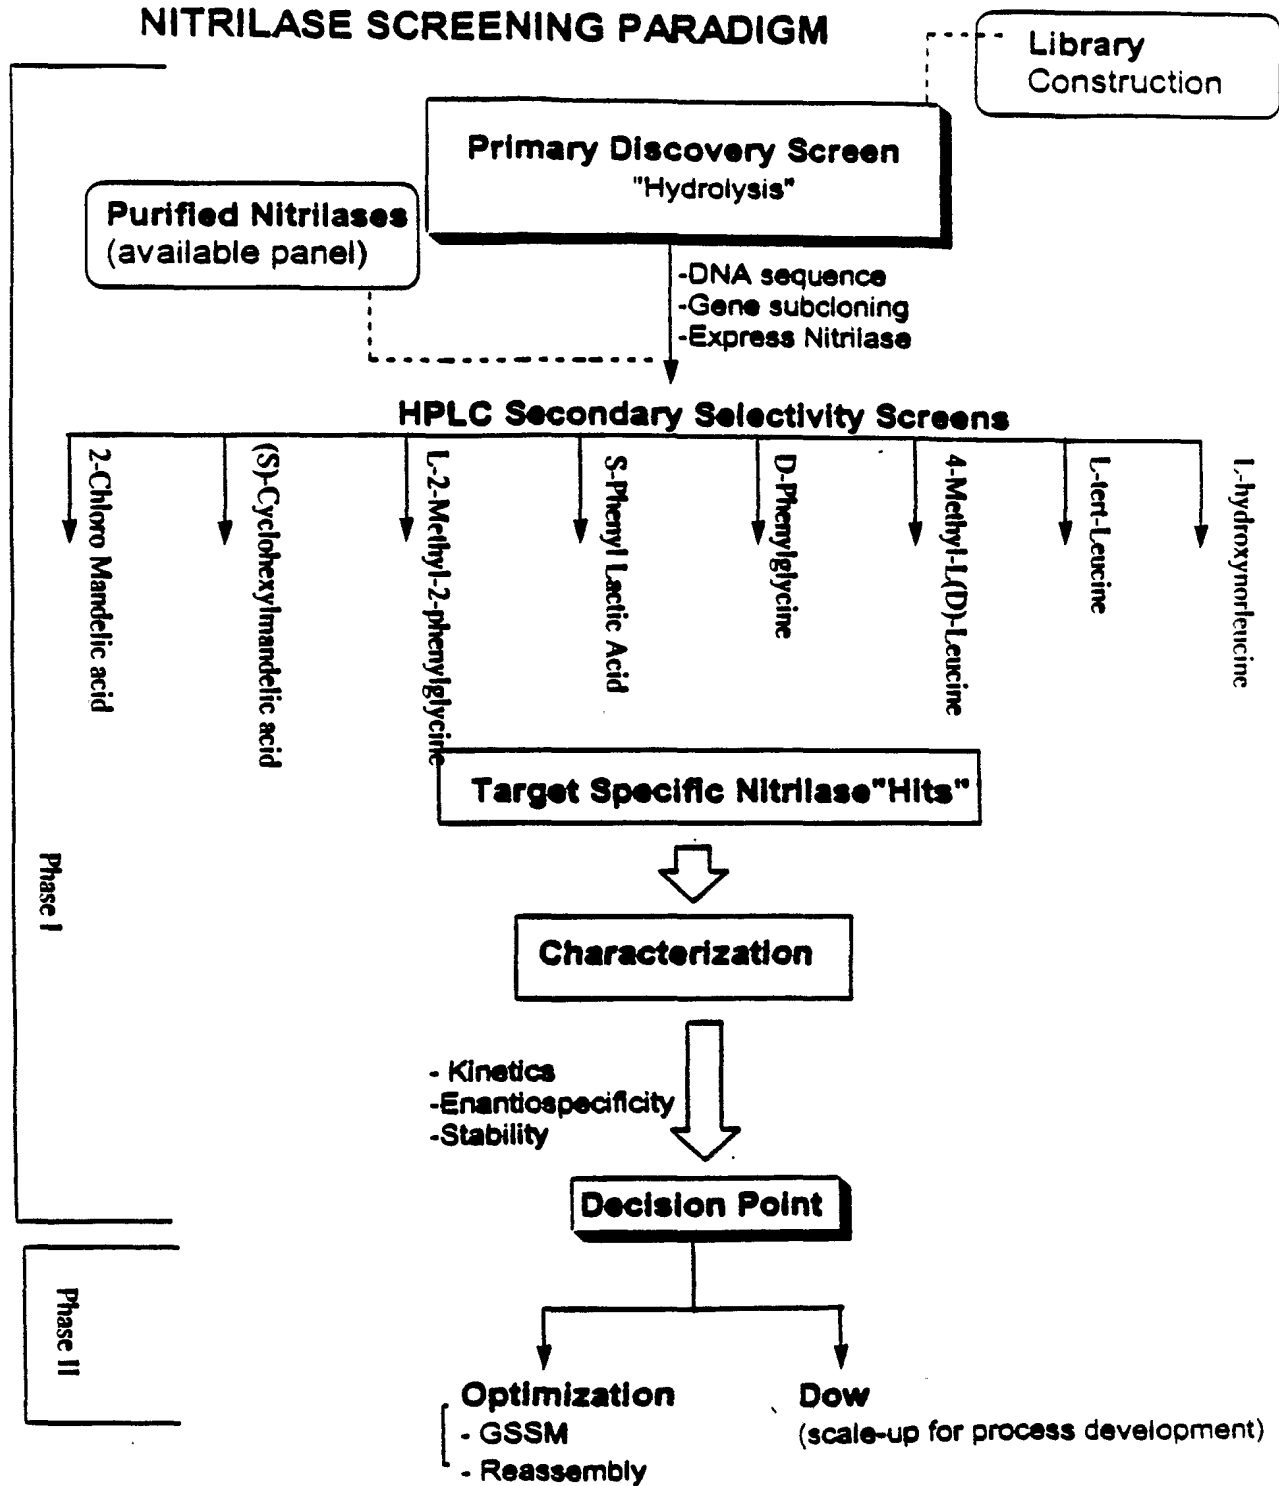 NITRILASE SCREENING PARADIGM
Library
Construction
Primary Discovery Screen
"Hydrolysis"
Purified Nitrilases
(available panel)
-DNA sequence
-Gene subcloning
-Express Nitrilase
HPLC Secondary Selectivity Screens
2-Chloro Mandelic acid
(S)-Cyclohexylmandelic acid
L-2-Methyl-2-phenylglycine
S-Phenyl Lactic Acid
D-Phenylglycine
4-Methyl-L(D)-Leucine
L-tert-Leucine
L-hydroxynorleucine
Target Specific Nitrilase"Hits"
Phase I
Characterization
- Kinetics
-Enantiospecificity
-Stability
Decision Point
Phase II
Optimization
- GSSM
- Reassembly
Dow
(scale-up for process development)